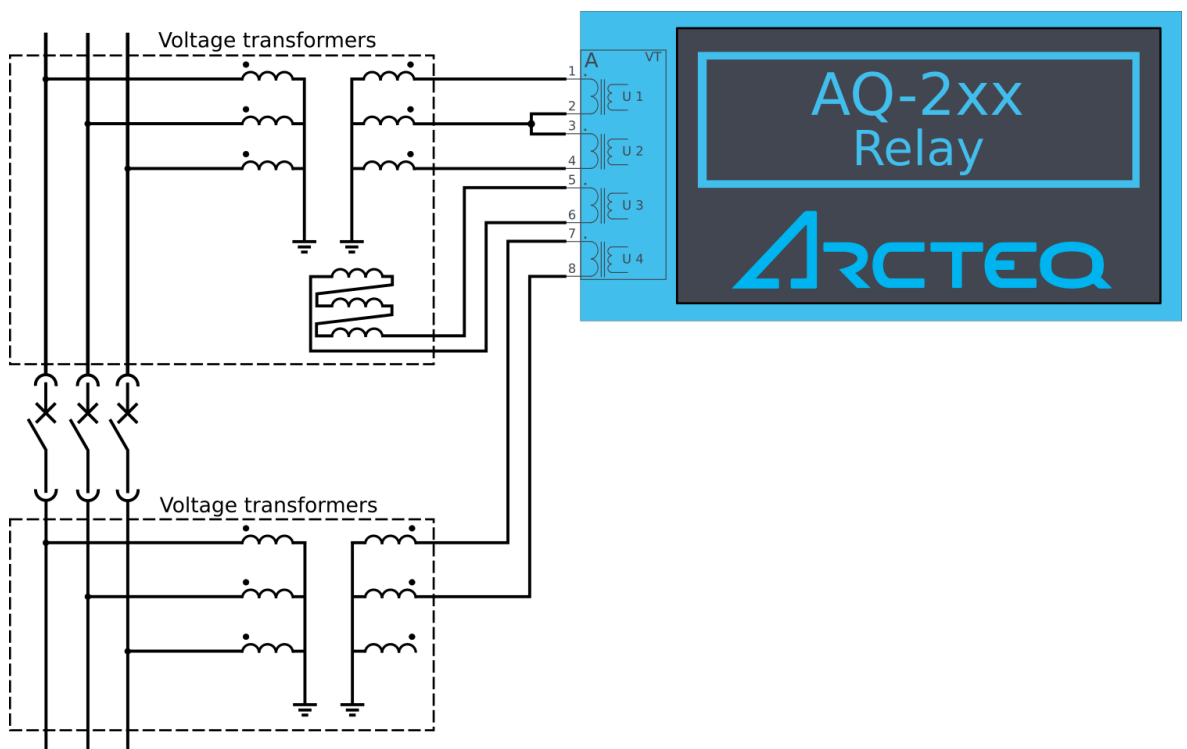 Voltage transformers
A
VT
1
U 1
2
3
U 2
4
5
U 3
6
7
U 4
8
AQ-2xx
Relay
ARCTEQ
Voltage transformers